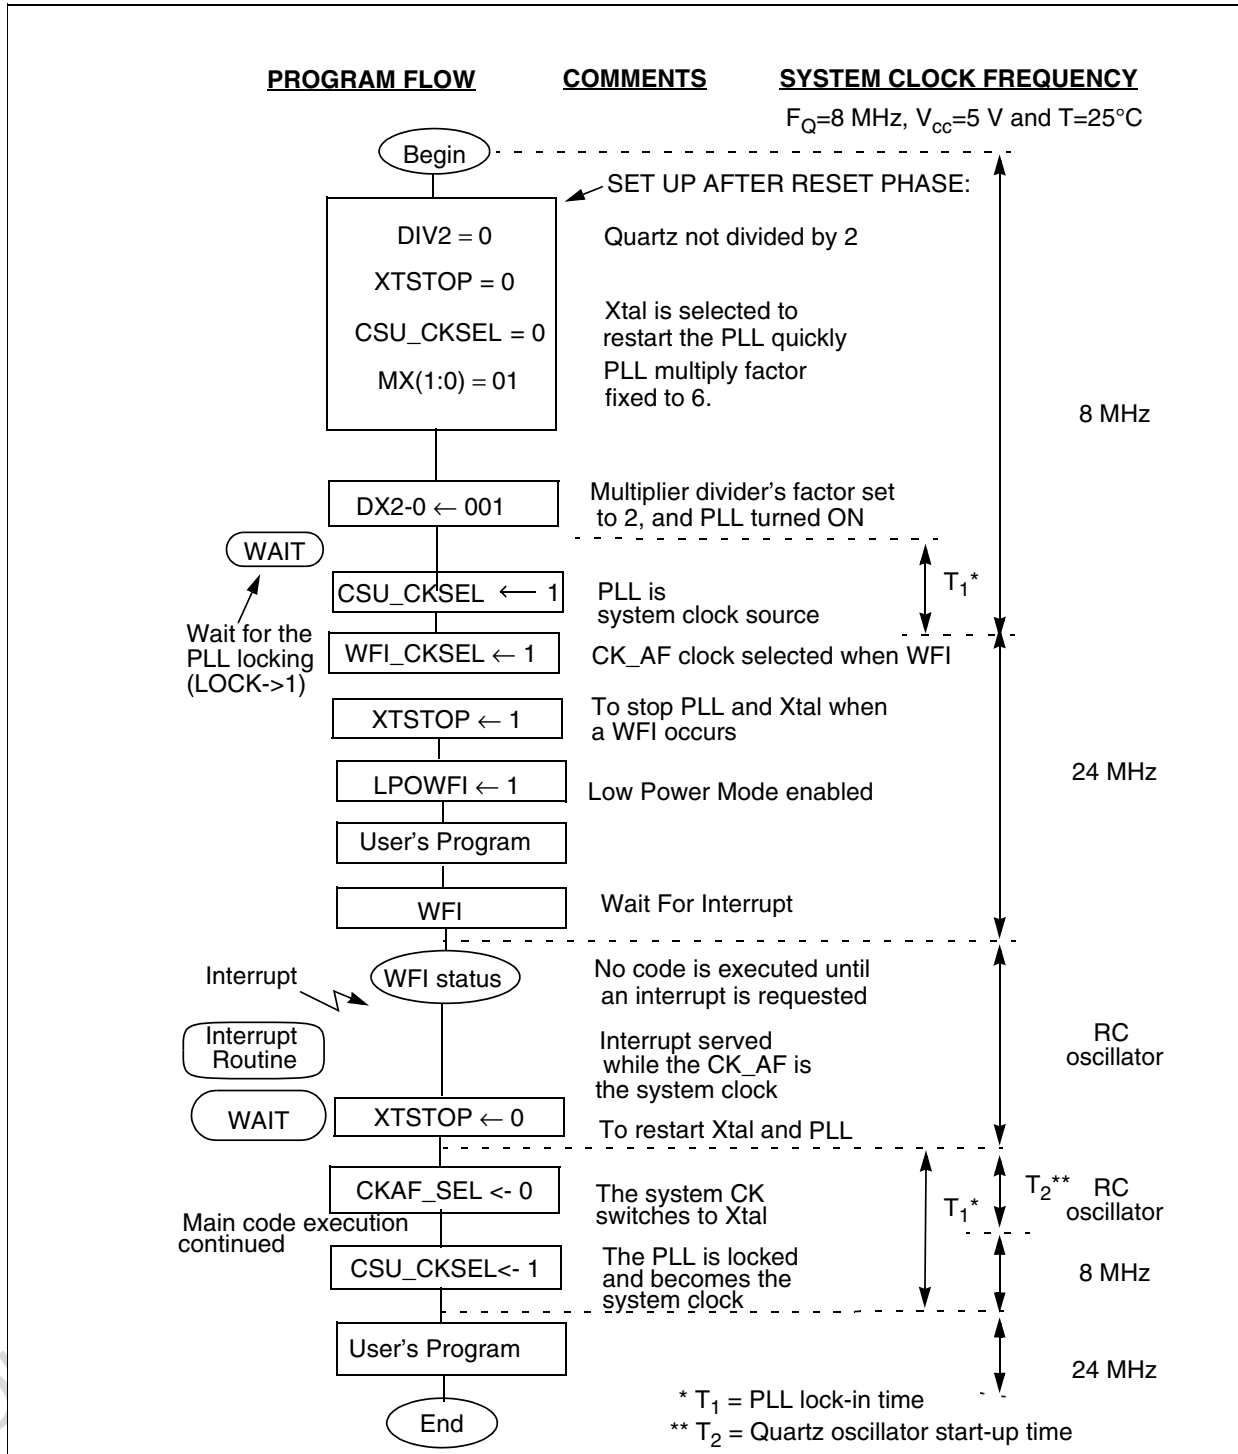 PROGRAM FLOW COMMENTS SYSTEM CLOCK FREQUENCY
F_Q=8 MHz, V_cc=5 V and T=25°C
Begin
SET UP AFTER RESET PHASE:
DIV2 = 0
Quartz not divided by 2
XTSTOP = 0
CSU_CKSEL = 0
Xtal is selected to
restart the PLL quickly
MX(1:0) = 01
PLL multiply factor
fixed to 6.
8 MHz
DX2-0 ← 001
Multiplier divider's factor set
to 2, and PLL turned ON
WAIT
T_1*
CSU_CKSEL ← 1
PLL is
system clock source
Wait for the
PLL locking
(LOCK->1)
WFI_CKSEL ← 1
CK_AF clock selected when WFI
XTSTOP ← 1
To stop PLL and Xtal when
a WFI occurs
24 MHz
LPOWFI ← 1
Low Power Mode enabled
User's Program
WFI
Wait For Interrupt
Interrupt
WFI status
No code is executed until
an interrupt is requested
Interrupt
Routine
Interrupt served
while the CK_AF is
the system clock
RC
oscillator
WAIT
XTSTOP ← 0
To restart Xtal and PLL
CKAF_SEL <- 0
The system CK
switches to Xtal
T_1*
T_2**
RC
oscillator
Main code execution
continued
CSU_CKSEL<- 1
The PLL is locked
and becomes the
system clock
8 MHz
User's Program
24 MHz
End
* T_1 = PLL lock-in time
** T_2 = Quartz oscillator start-up time